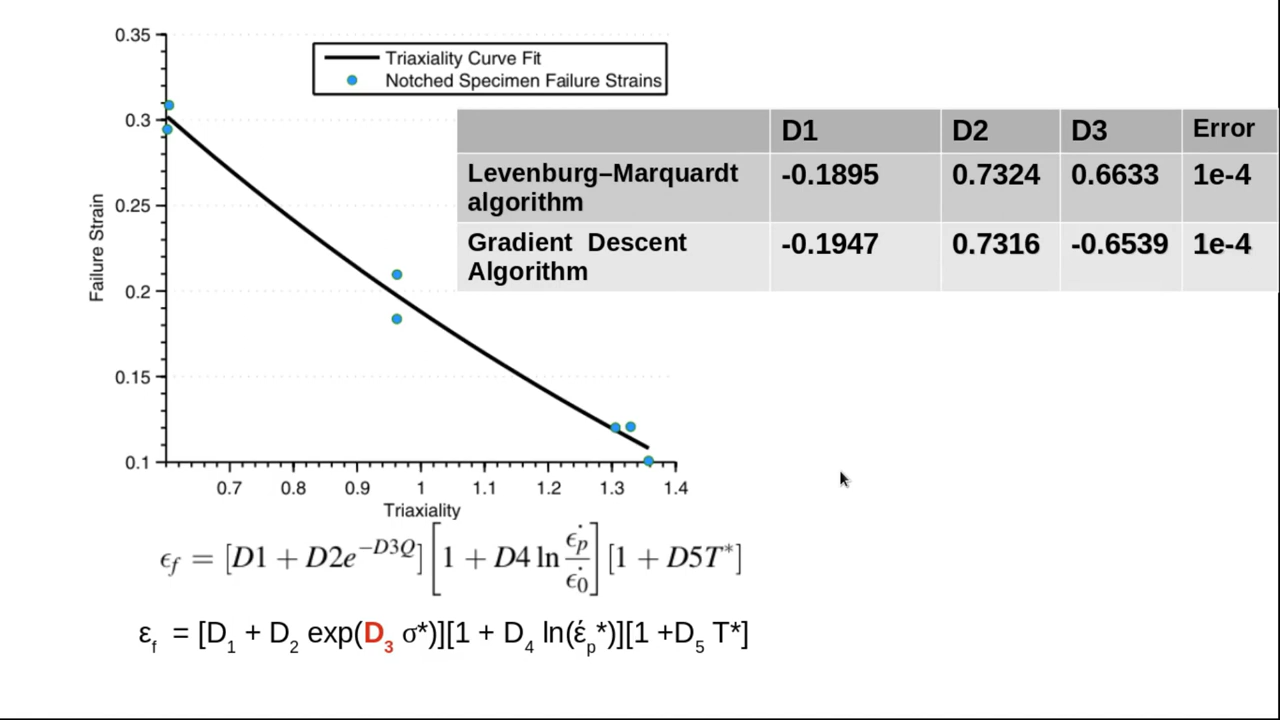 0.35
0.3
0.25
0.2
0.15
0.1
Failure Strain
Triaxiality Curve Fit
Notched Specimen Failure Strains
D1 D2 D3 Error
Levenburg–Marquardt algorithm -0.1895 0.7324 0.6633 1e-4
Gradient Descent Algorithm -0.1947 0.7316 -0.6539 1e-4
0.7 0.8 0.9 1 1.1 1.2 1.3 1.4
Triaxiality
ϵf = [D1 + D2e^−D3Q] [1 + D4 ln ϵ̇p/ϵ̇0] [1 + D5T*]
εf = [D1 + D2 exp(D3 σ*)][1 + D4 ln(έp*)][1 +D5 T*]